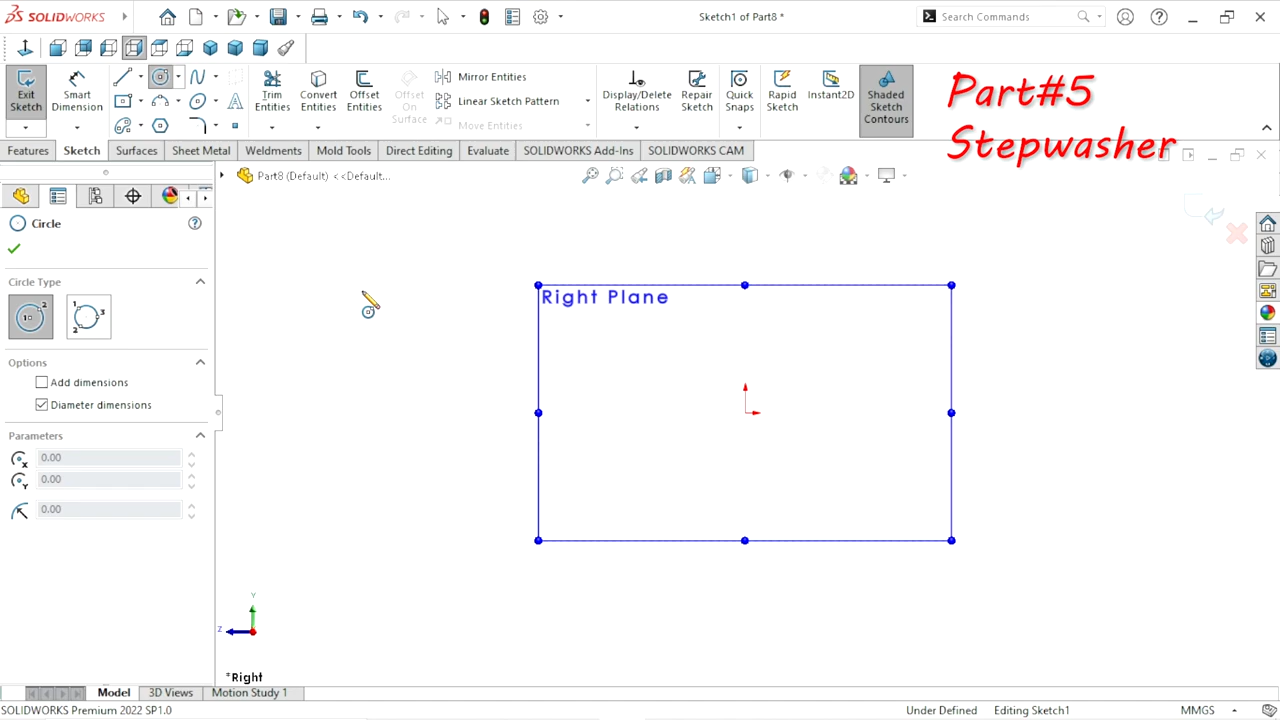 SOLIDWORKS
Sketch1 of Part8 *
Search Commands
Exit Sketch
Smart Dimension
Trim Entities
Convert Entities
Offset Entities
Offset On Surface
Mirror Entities
Linear Sketch Pattern
Move Entities
Display/Delete Relations
Repair Sketch
Quick Snaps
Rapid Sketch
Instant2D
Shaded Sketch Contours
Part#5
Stepwasher
Features
Sketch
Surfaces
Sheet Metal
Weldments
Mold Tools
Direct Editing
Evaluate
SOLIDWORKS Add-Ins
SOLIDWORKS CAM
Part8 (Default) <<Default...
Circle
Circle Type
Options
Add dimensions
Diameter dimensions
Parameters
0.00
0.00
0.00
Right Plane
Y
Z
*Right
Model
3D Views
Motion Study 1
SOLIDWORKS Premium 2022 SP1.0
Under Defined
Editing Sketch1
MMGS